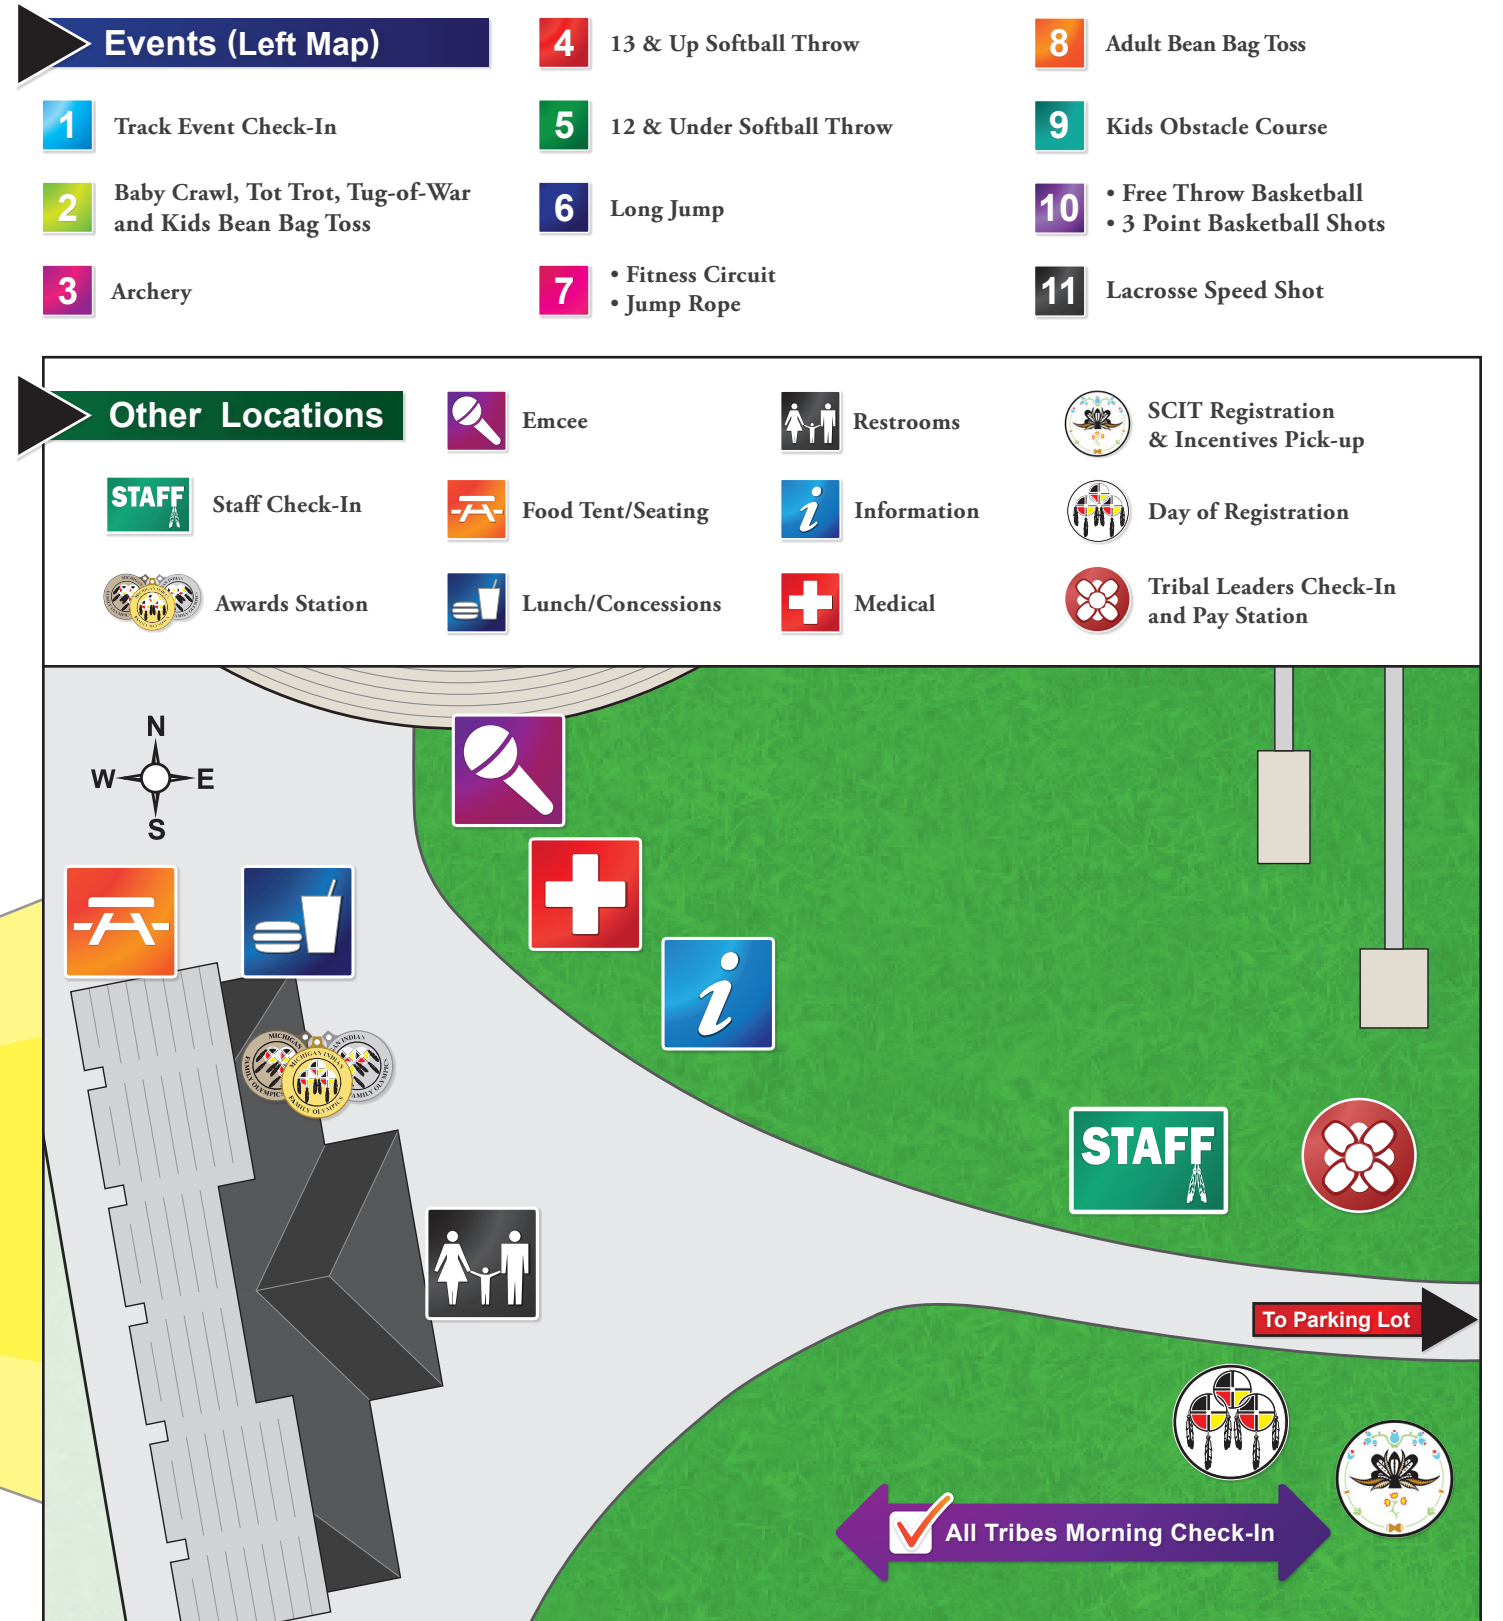 Events (Left Map)
1 Track Event Check-In
2 Baby Crawl, Tot Trot, Tug-of-War
and Kids Bean Bag Toss
3 Archery
4 13 & Up Softball Throw
5 12 & Under Softball Throw
6 Long Jump
7 • Fitness Circuit
• Jump Rope
8 Adult Bean Bag Toss
9 Kids Obstacle Course
10 • Free Throw Basketball
• 3 Point Basketball Shots
11 Lacrosse Speed Shot
Other Locations
STAFF Staff Check-In
Awards Station
Emcee
Food Tent/Seating
Lunch/Concessions
Restrooms
i Information
Medical
SCIT Registration
& Incentives Pick-up
Day of Registration
Tribal Leaders Check-In
and Pay Station
N
W E
S
i
MICHIGAN INDIAN
FAMILY OLYMPICS
STAFF
To Parking Lot
All Tribes Morning Check-In